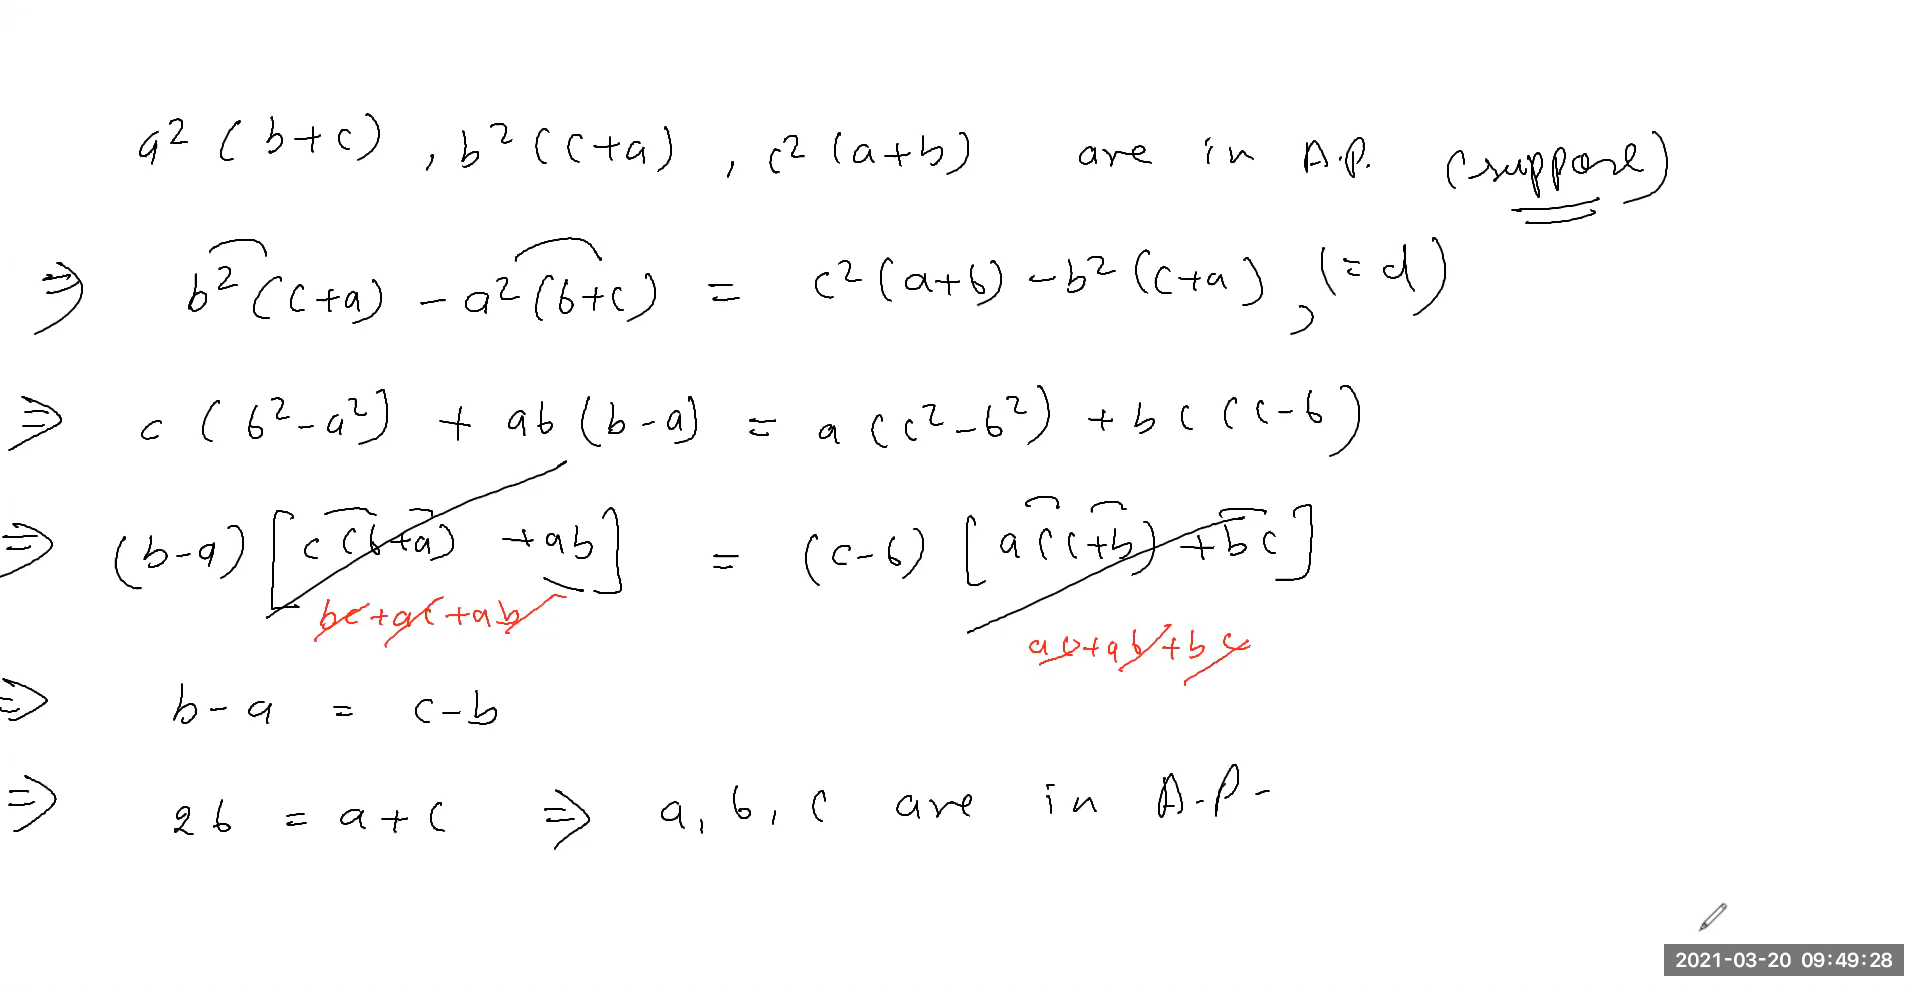 a² (b+c) , b² (c+a) , c² (a+b) are in A.P. (suppose)
⇒ b² (c+a) - a² (b+c) = c² (a+b) - b² (c+a) , (= d)
⇒ c (b² - a²) + ab (b-a) = a (c² - b²) + bc (c-b)
⇒ (b-a) [c (b+a) + ab] = (c-b) [a (c+b) + bc]
bc+ac+ab
ac+ab+bc
⇒ b-a = c-b
⇒ 2b = a+c ⇒ a, b, c are in A.P-
2021-03-20 09:49:28